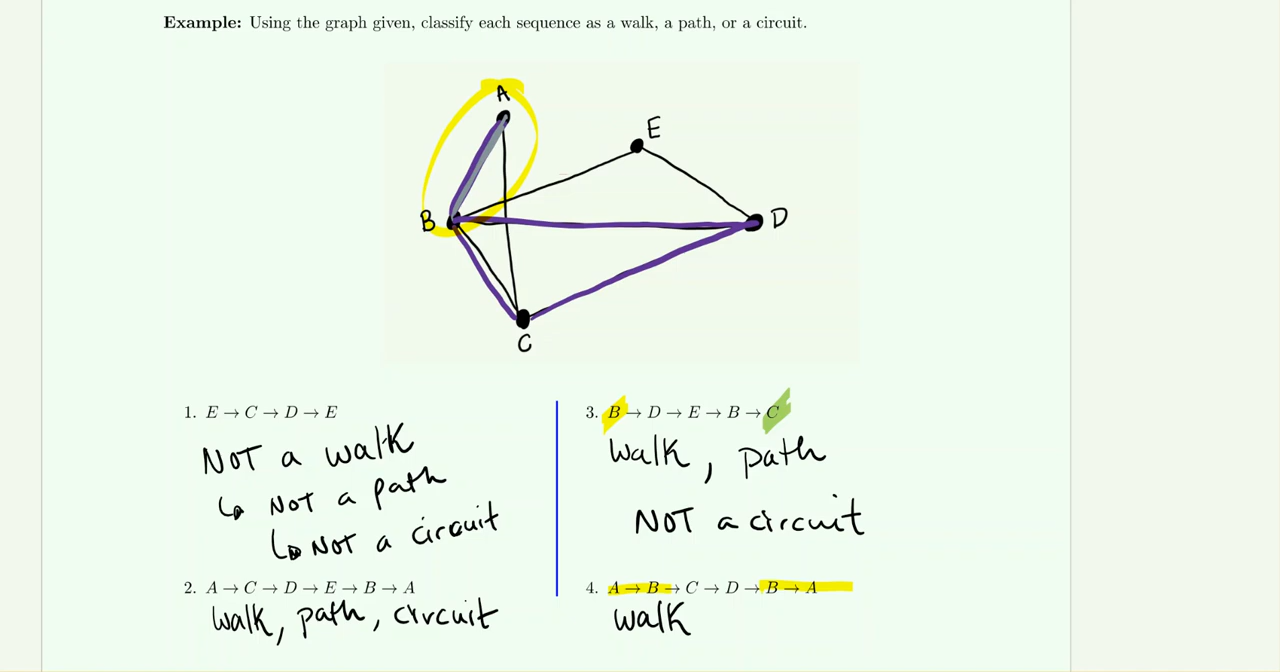 Example: Using the graph given, classify each sequence as a walk, a path, or a circuit.
A
E
B
D
C
1. E → C → D → E
NOT a walk
↳ NOT a path
↳ NOT a circuit
2. A → C → D → E → B → A
walk, path, circuit
3. B → D → E → B → C
walk, path
NOT a circuit
4. A → B → C → D → B → A
walk